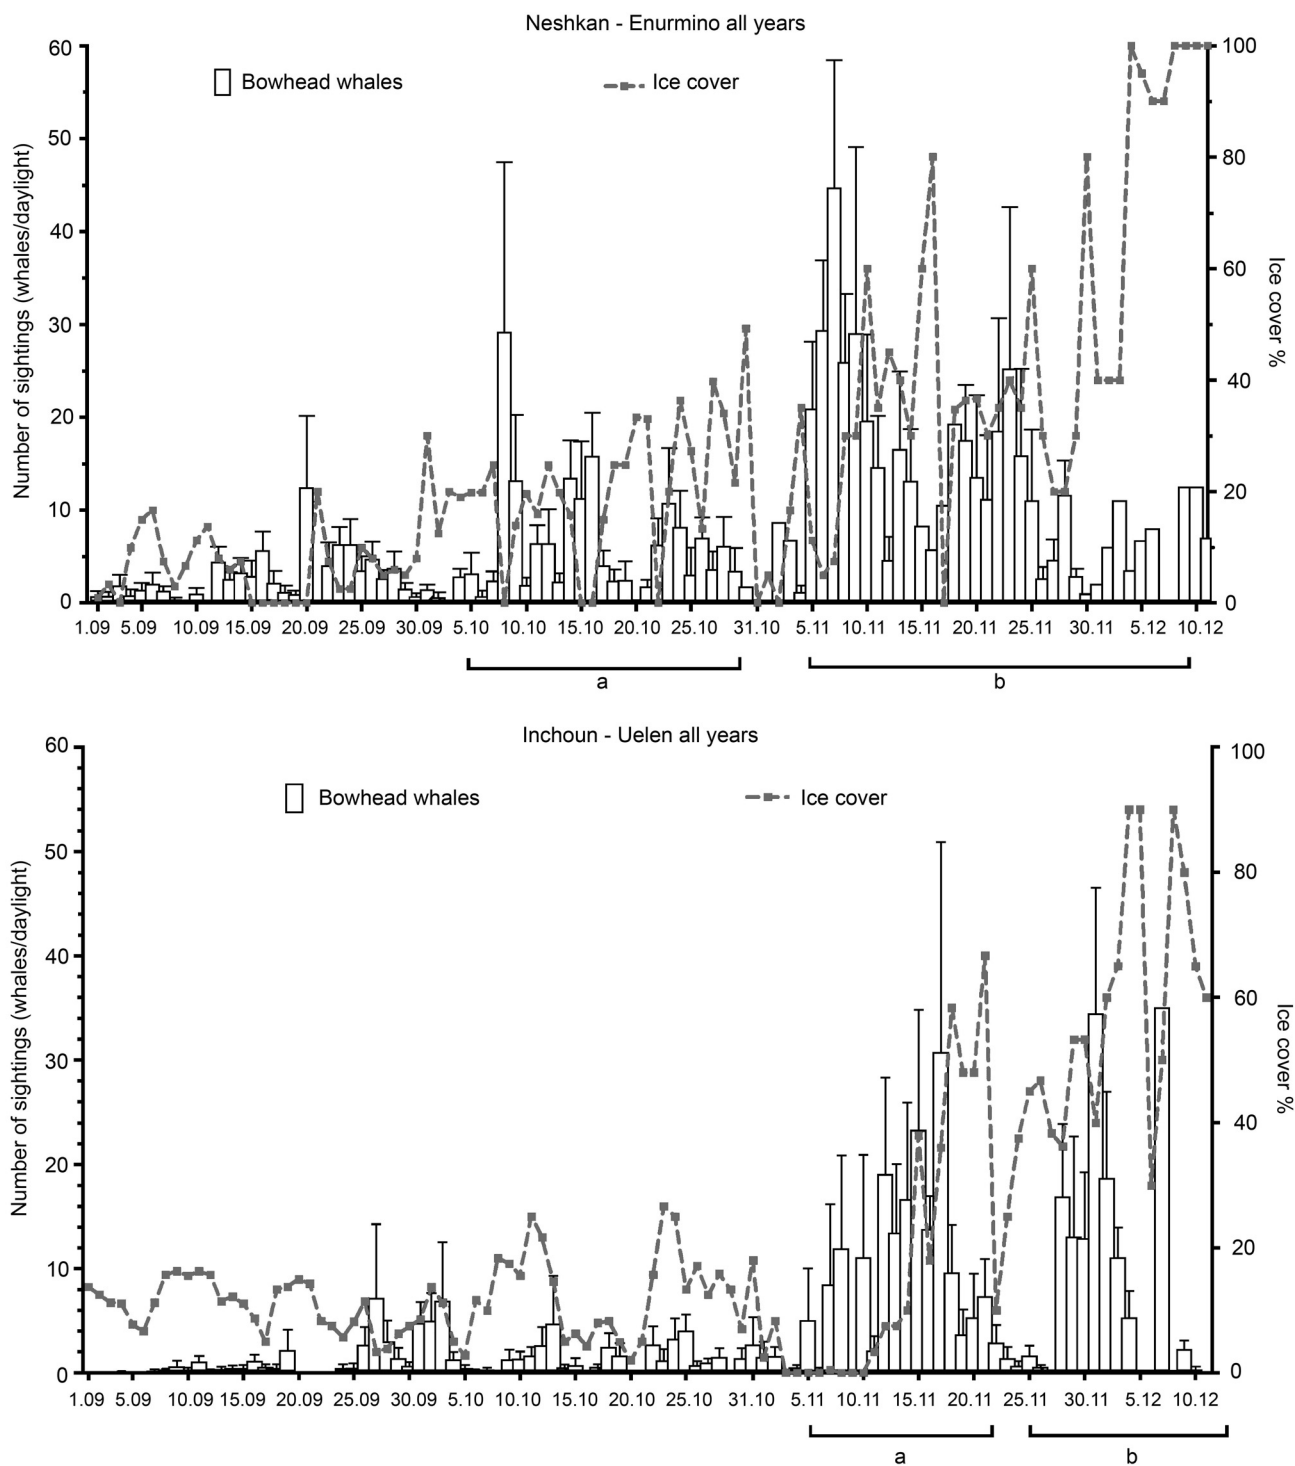 Neshkan - Enurmino all years
Bowhead whales
Ice cover
60
50
40
30
20
10
0
Number of sightings (whales/daylight)
100
80
60
40
20
0
Ice cover %
1.09 5.09 10.09 15.09 20.09 25.09 30.09 5.10 10.10 15.10 20.10 25.10 31.10 5.11 10.11 15.11 20.11 25.11 30.11 5.12 10.12
a b
Inchoun - Uelen all years
Bowhead whales
Ice cover
60
50
40
30
20
10
0
Number of sightings (whales/daylight)
100
80
60
40
20
0
Ice cover %
1.09 5.09 10.09 15.09 20.09 25.09 30.09 5.10 10.10 15.10 20.10 25.10 31.10 5.11 10.11 15.11 20.11 25.11 30.11 5.12 10.12
a b